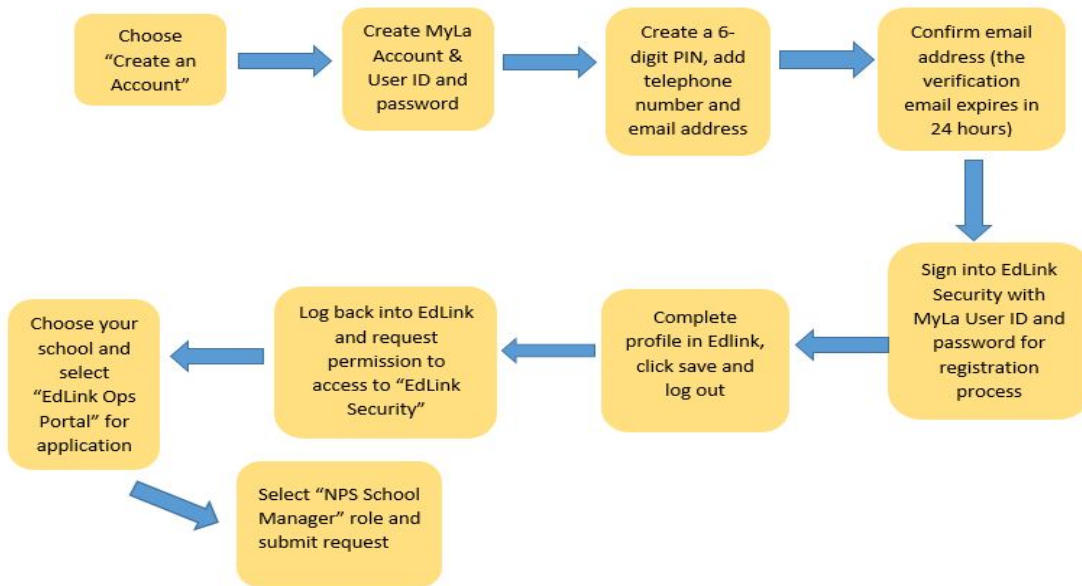 Choose
“Create an
Account”
Create MyLa
Account &
User ID and
password
Create a 6-
digit PIN, add
telephone
number and
email address
Confirm email
address (the
verification
email expires in
24 hours)
Sign into EdLink
Security with
MyLa User ID and
password for
registration
process
Complete
profile in Edlink,
click save and
log out
Log back into EdLink
and request
permission to
access to “EdLink
Security”
Choose your
school and
select
“EdLink Ops
Portal” for
application
Select “NPS School
Manager” role and
submit request